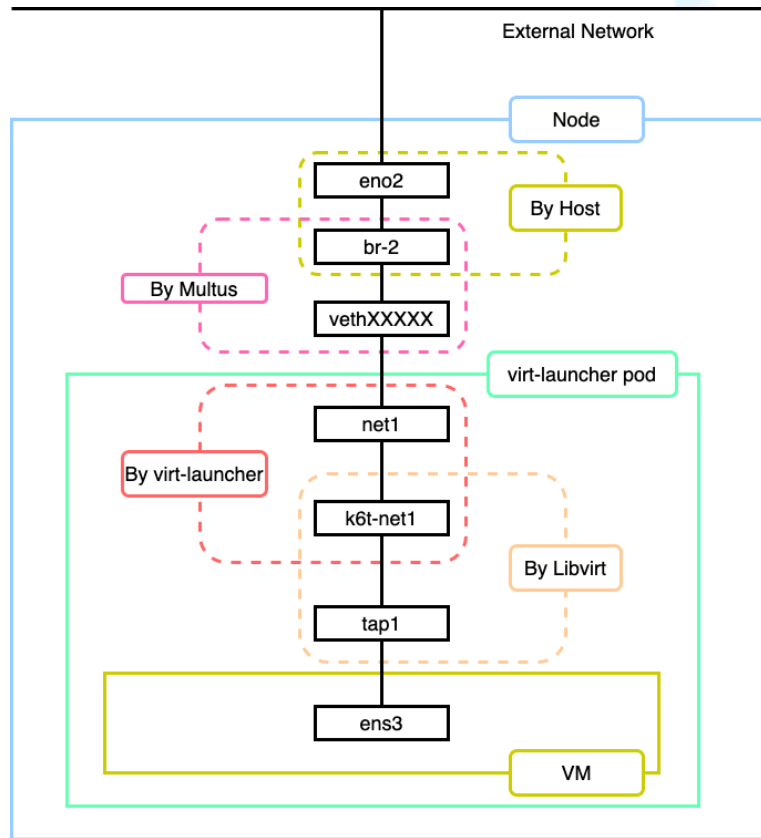 External Network
Node
eno2
By Host
br-2
By Multus
vethXXXXX
virt-launcher pod
net1
By virt-launcher
k6t-net1
By Libvirt
tap1
ens3
VM